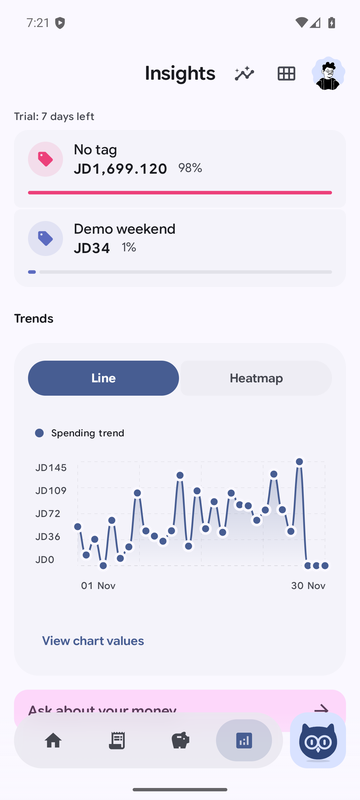 7:21
Insights
Trial: 7 days left
No tag
JD1,699.120 98%
Demo weekend
JD34 1%
Trends
Line Heatmap
Spending trend
JD145
JD109
JD72
JD36
JD0
01 Nov 30 Nov
View chart values
Ask about your money